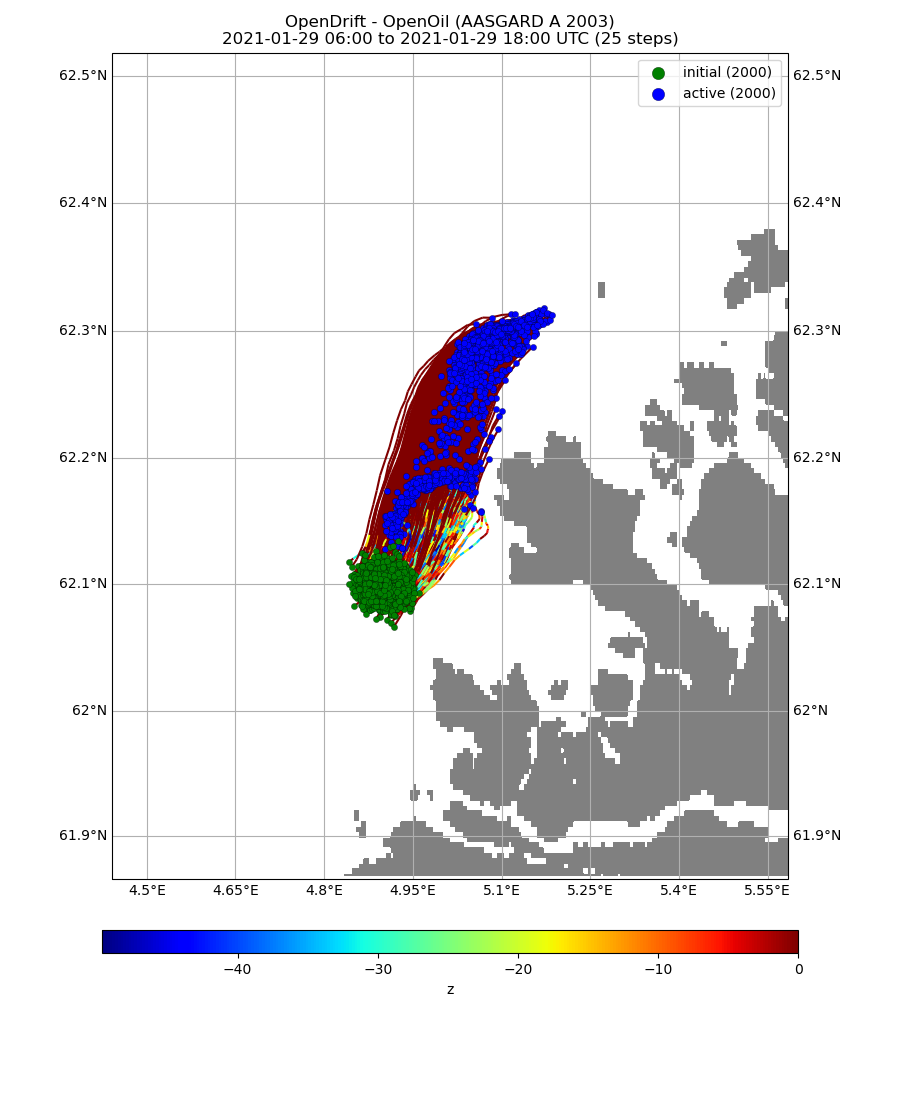 OpenDrift - OpenOil (AASGARD A 2003)
2021-01-29 06:00 to 2021-01-29 18:00 UTC (25 steps)
initial (2000)
active (2000)
62.5°N 62.5°N
62.4°N 62.4°N
62.3°N 62.3°N
62.2°N 62.2°N
62.1°N 62.1°N
62°N 62°N
61.9°N 61.9°N
4.5°E 4.65°E 4.8°E 4.95°E 5.1°E 5.25°E 5.4°E 5.55°E
−40 −30 −20 −10 0
z